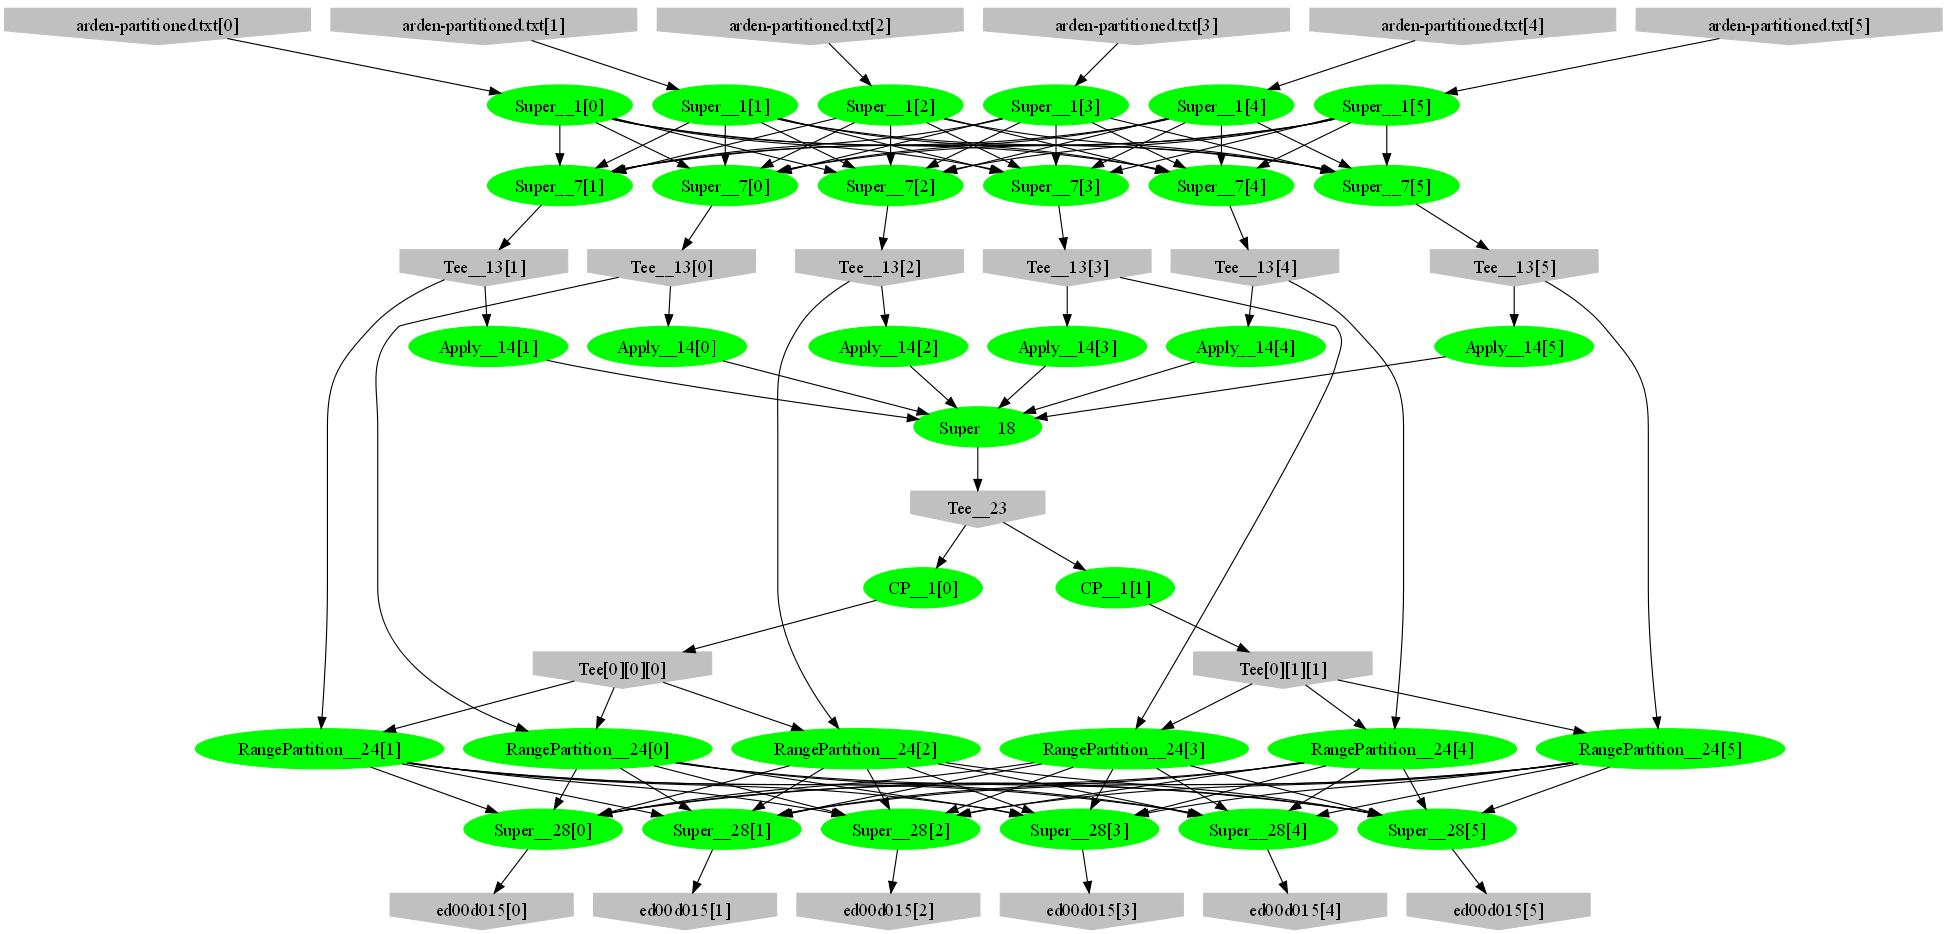 arden-partitioned.txt[0] arden-partitioned.txt[1] arden-partitioned.txt[2] arden-partitioned.txt[3] arden-partitioned.txt[4] arden-partitioned.txt[5]
Super__1[0] Super__1[1] Super__1[2] Super__1[3] Super__1[4] Super__1[5]
Super__7[1] Super__7[0] Super__7[2] Super__7[3] Super__7[4] Super__7[5]
Tee__13[1] Tee__13[0] Tee__13[2] Tee__13[3] Tee__13[4] Tee__13[5]
Apply__14[1] Apply__14[0] Apply__14[2] Apply__14[3] Apply__14[4] Apply__14[5]
Super__18
Tee__23
CP__1[0] CP__1[1]
Tee[0][0][0] Tee[0][1][1]
RangePartition__24[1] RangePartition__24[0] RangePartition__24[2] RangePartition__24[3] RangePartition__24[4] RangePartition__24[5]
Super__28[0] Super__28[1] Super__28[2] Super__28[3] Super__28[4] Super__28[5]
ed00d015[0] ed00d015[1] ed00d015[2] ed00d015[3] ed00d015[4] ed00d015[5]